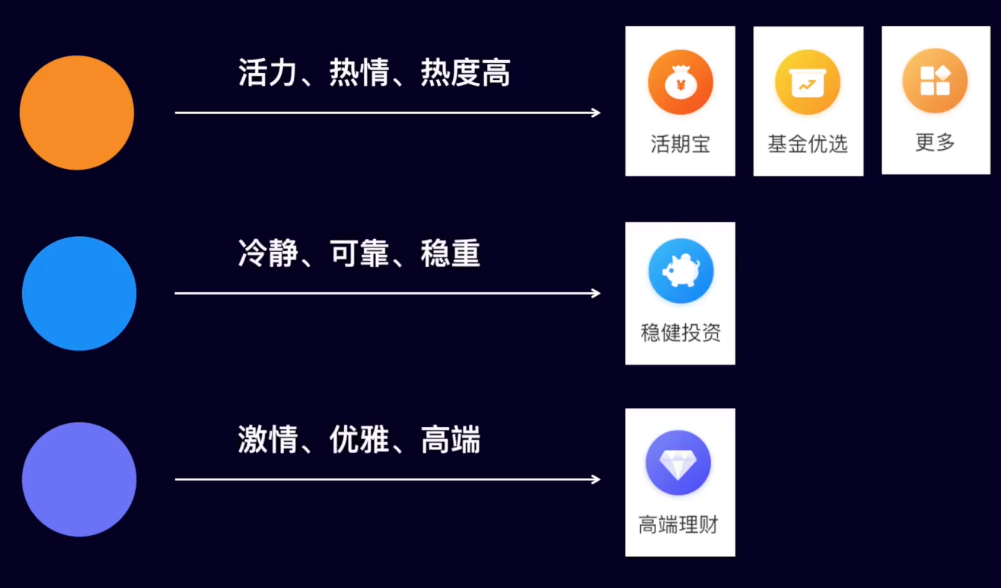 活力、热情、热度高
¥
活期宝
基金优选
更多
冷静、可靠、稳重
稳健投资
激情、优雅、高端
高端理财